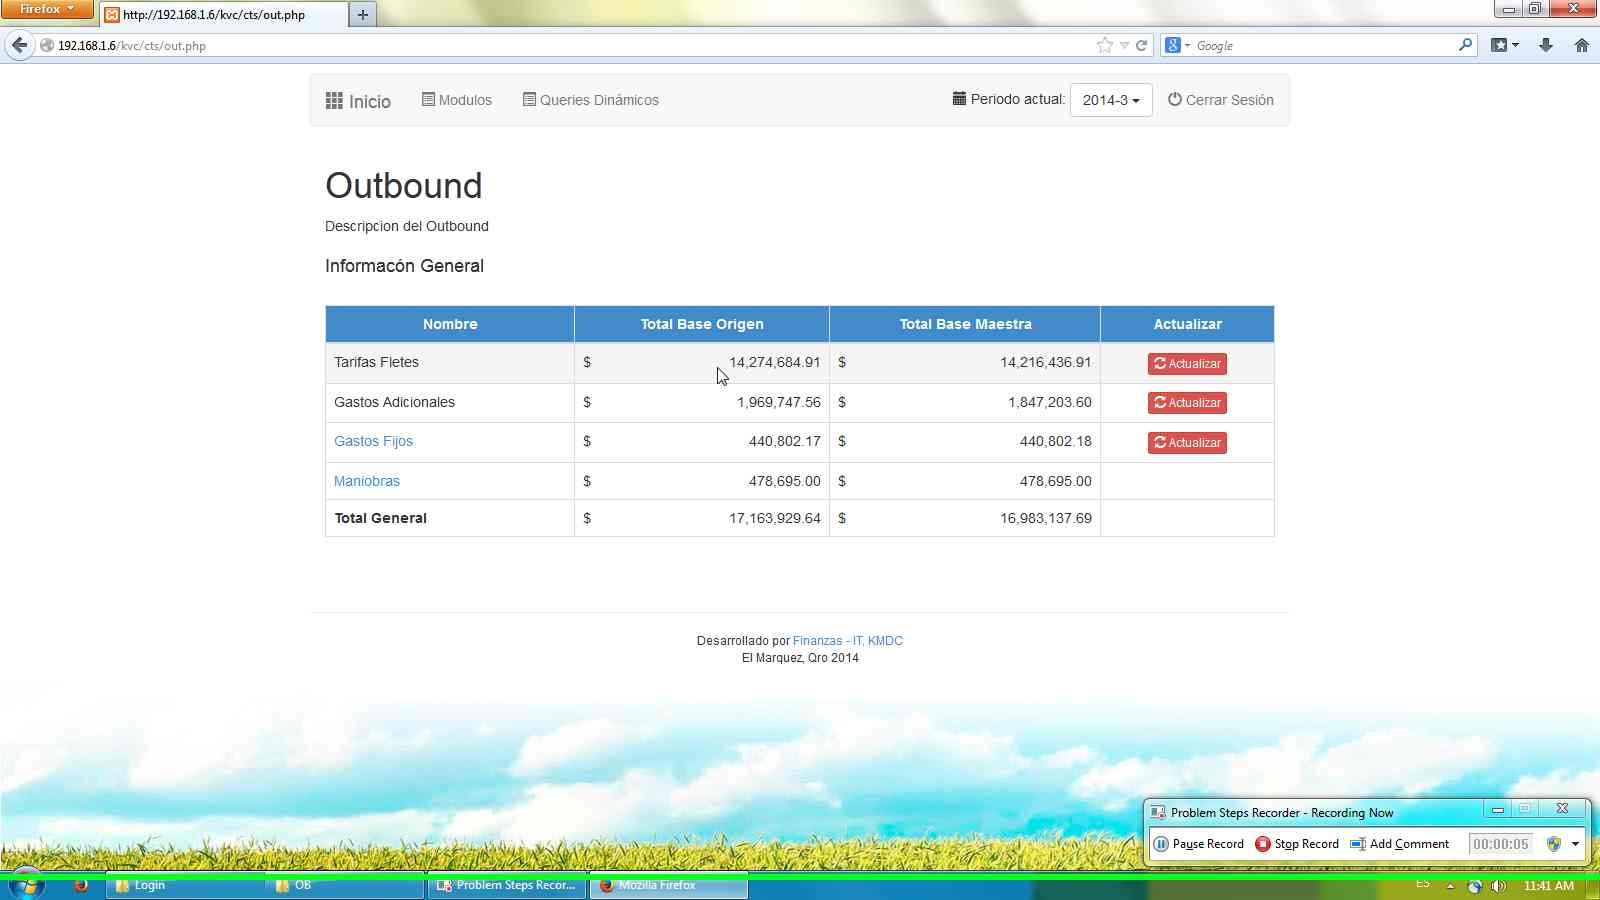 Firefox
http://192.168.1.6/kvc/cts/out.php
192.168.1.6/kvc/cts/out.php
Google
Inicio Modulos Queries Dinámicos Periodo actual: 2014-3 Cerrar Sesión
Outbound
Descripcion del Outbound
Informacón General
Nombre Total Base Origen Total Base Maestra Actualizar
Tarifas Fletes $ 14,274,684.91 $ 14,216,436.91 Actualizar
Gastos Adicionales $ 1,969,747.56 $ 1,847,203.60 Actualizar
Gastos Fijos $ 440,802.17 $ 440,802.18 Actualizar
Maniobras $ 478,695.00 $ 478,695.00
Total General $ 17,163,929.64 $ 16,983,137.69
Desarrollado por Finanzas - IT, KMDC
El Marquez, Qro 2014
Problem Steps Recorder - Recording Now
Pause Record Stop Record Add Comment 00:00:05
Login OB Problem Steps Recor... Mozilla Firefox ES 11:41 AM